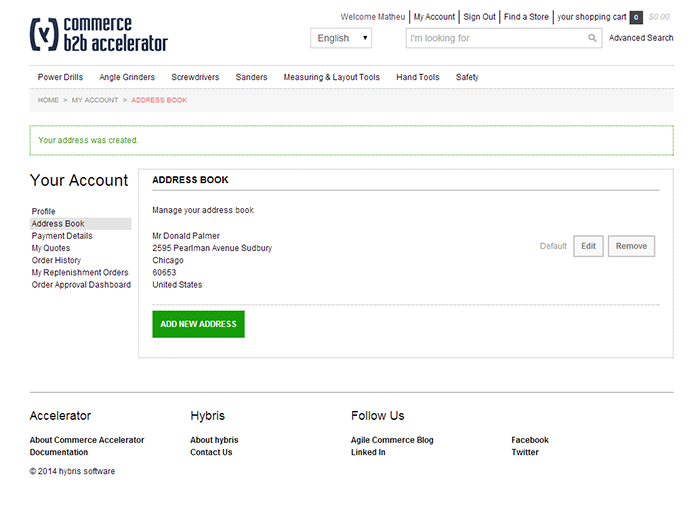 commerce
b2b accelerator
Welcome Matheu My Account Sign Out Find a Store your shopping cart 0 $0.00
English I'm looking for Advanced Search
Power Drills Angle Grinders Screwdrivers Sanders Measuring & Layout Tools Hand Tools Safety
HOME > MY ACCOUNT > ADDRESS BOOK
Your address was created.
Your Account
Profile
Address Book
Payment Details
My Quotes
Order History
My Replenishment Orders
Order Approval Dashboard
ADDRESS BOOK
Manage your address book
Mr Donald Palmer
2595 Pearlman Avenue Sudbury
Chicago
60653
United States
Default Edit Remove
ADD NEW ADDRESS
Accelerator
About Commerce Accelerator
Documentation
Hybris
About hybris
Contact Us
Follow Us
Agile Commerce Blog
Linked In
Facebook
Twitter
© 2014 hybris software